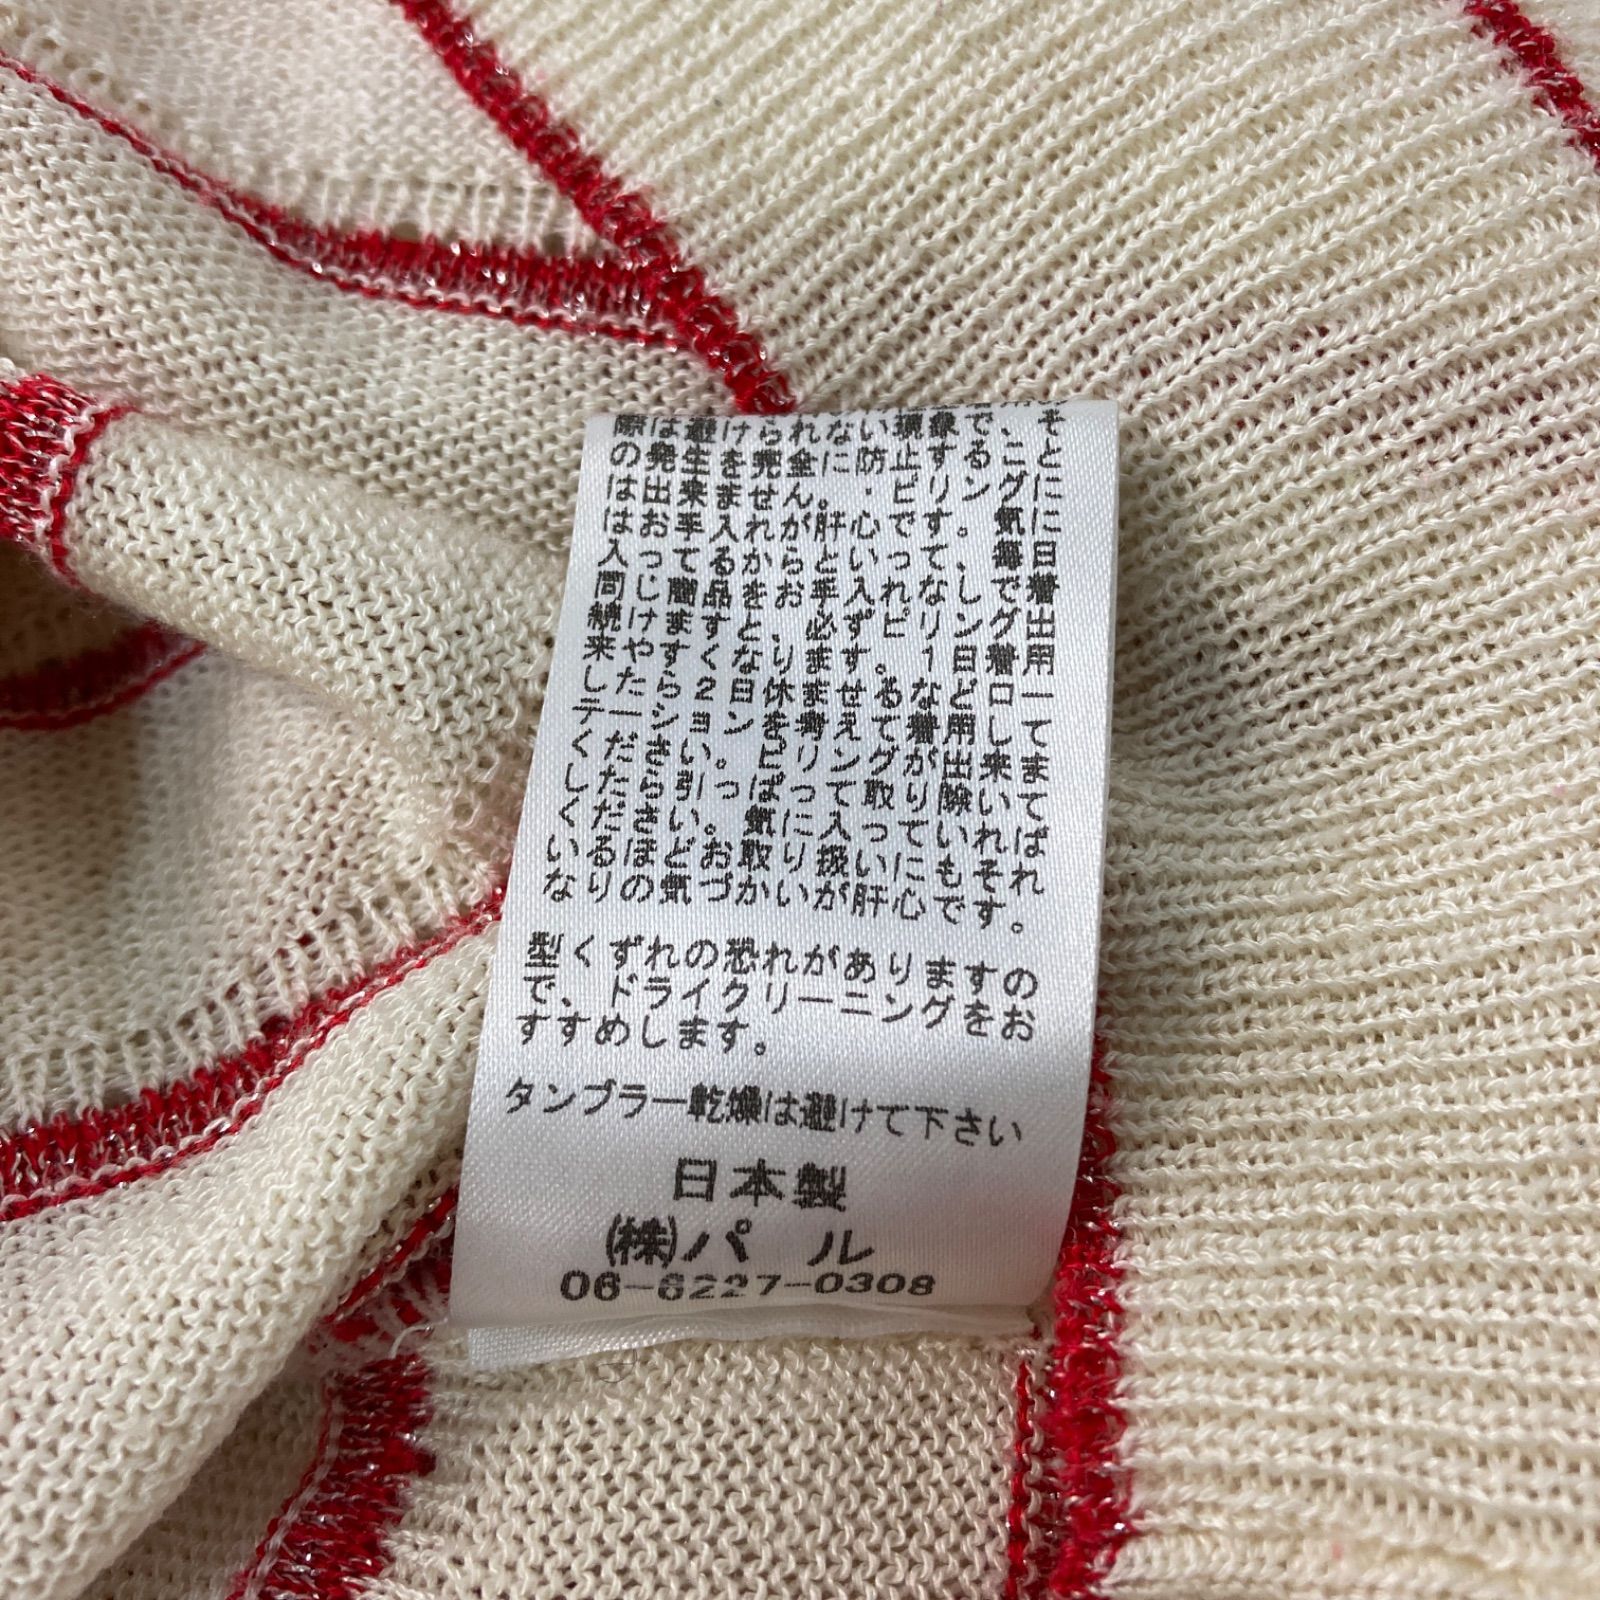 際は避けられない現象で、そ
の発生を完全に防止すること
は出来ません。・ピリングに
はお手入れが肝心です。気に
入ってるからといって、毎日
同じ商品をお手入れなしで着
続けますと、必ずピリング出
来やすくなります。1日着用
したら2日休ませるなどロー
テーションを考えて着用して
ください。ピリングが出来ま
したら引っぱって取り除いて
ください。気に入っていれば
いるほどお取り扱いにもそれ
なりの気づかいが肝心です。
型くずれの恐れがありますの
で、ドライクリーニングをお
すすめします。
タンブラー乾燥は避けて下さい
日本製
(株)パル
06-6227-0308